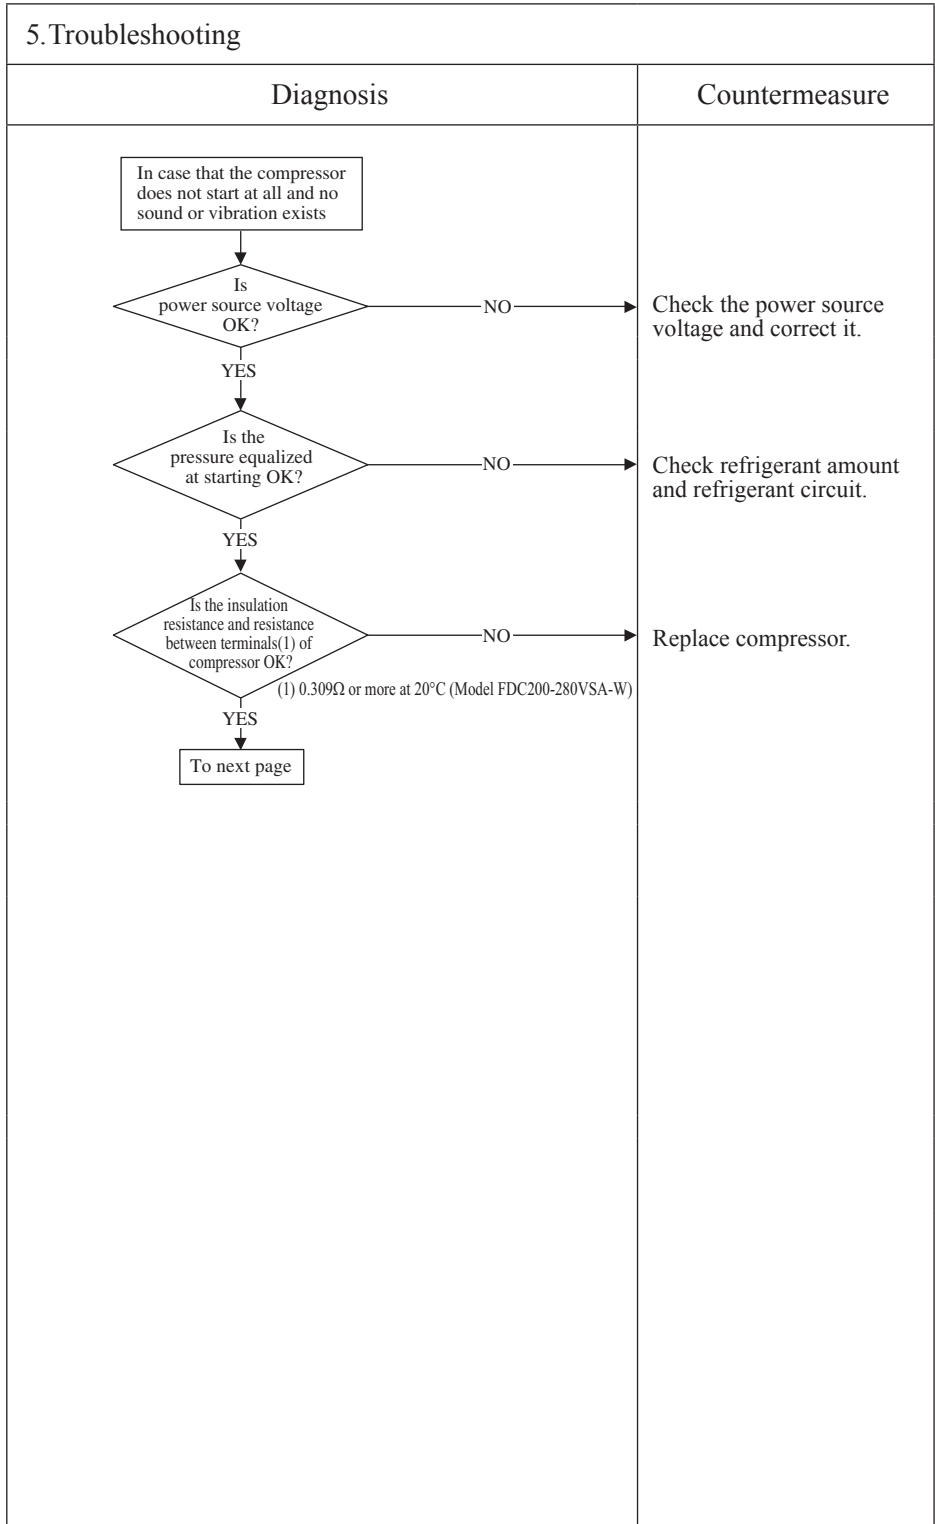 5.Troubleshooting
Diagnosis
Countermeasure
In case that the compressor
does not start at all and no
sound or vibration exists
Is
power source voltage
OK?
NO
Check the power source
voltage and correct it.
YES
Is the
pressure equalized
at starting OK?
NO
Check refrigerant amount
and refrigerant circuit.
YES
Is the insulation
resistance and resistance
between terminals(1) of
compressor OK?
NO
Replace compressor.
(1) 0.309Ω or more at 20°C (Model FDC200-280VSA-W)
YES
To next page